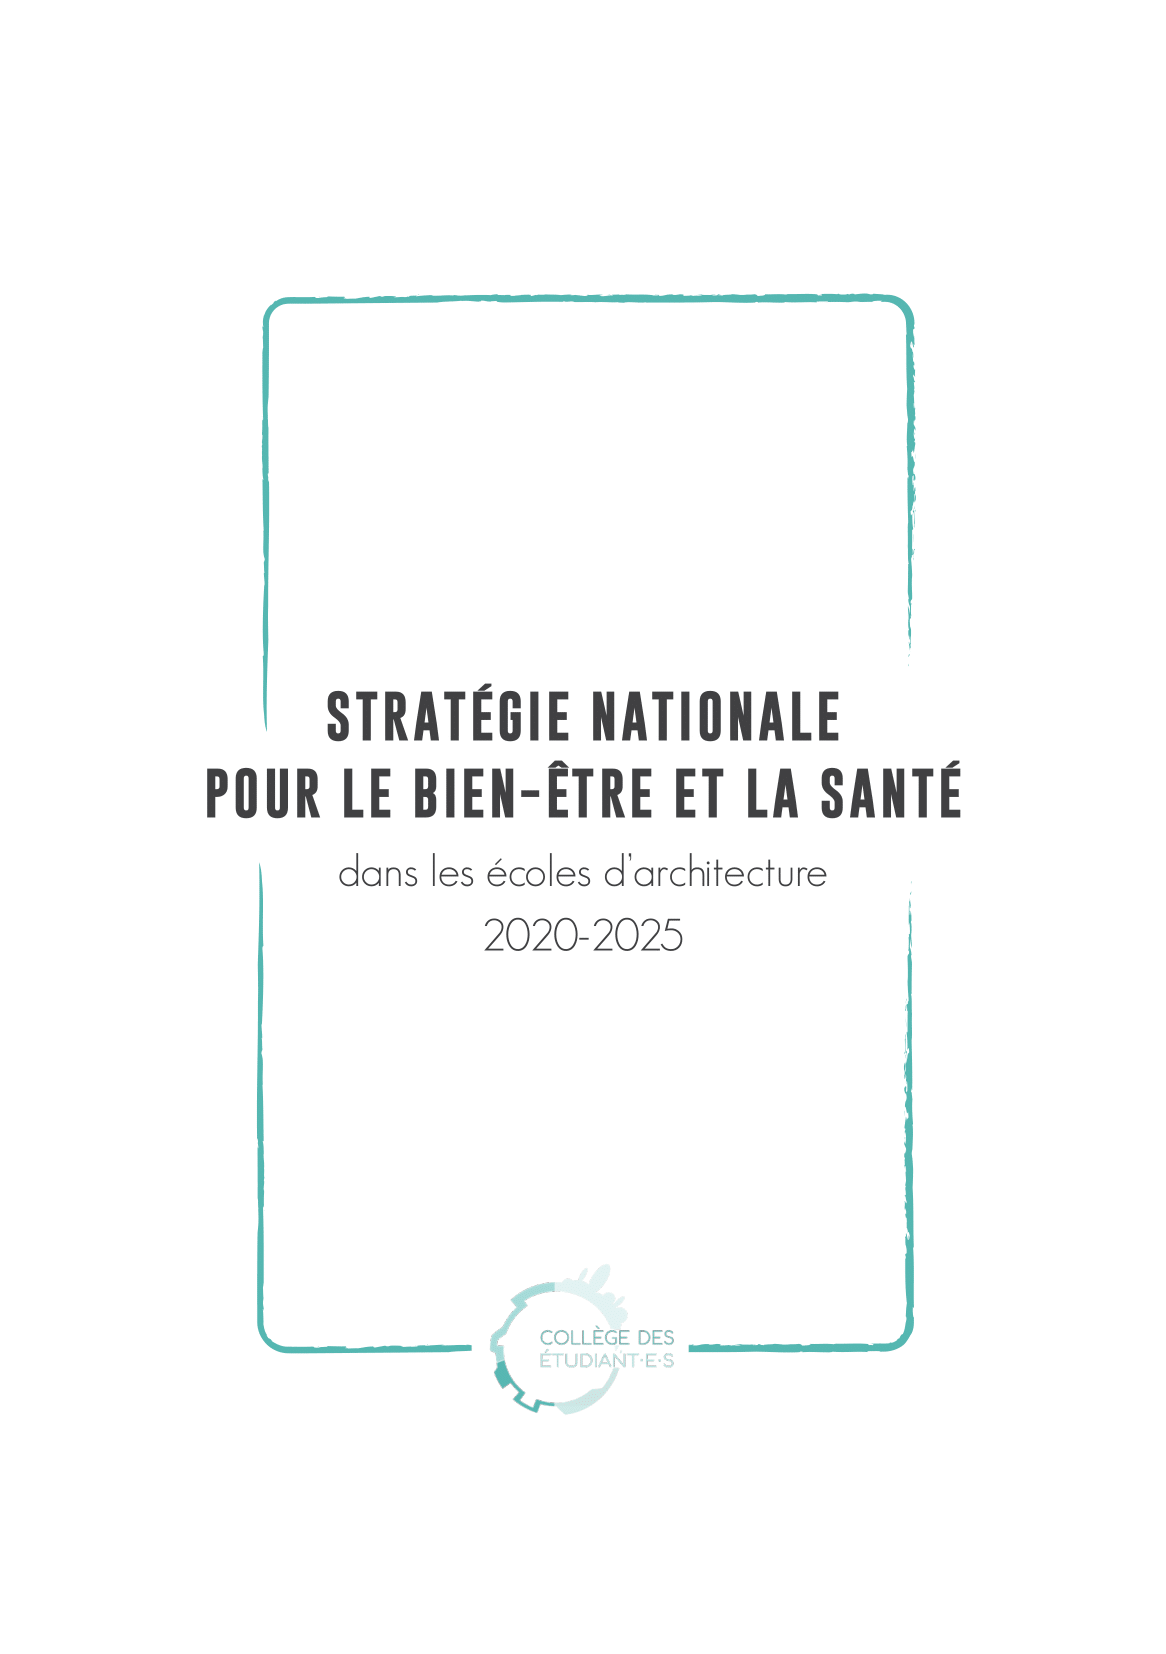 STRATÉGIE NATIONALE
POUR LE BIEN-ÊTRE ET LA SANTÉ
dans les écoles d'architecture
2020-2025
COLLÈGE DES
ÉTUDIANT·E·S